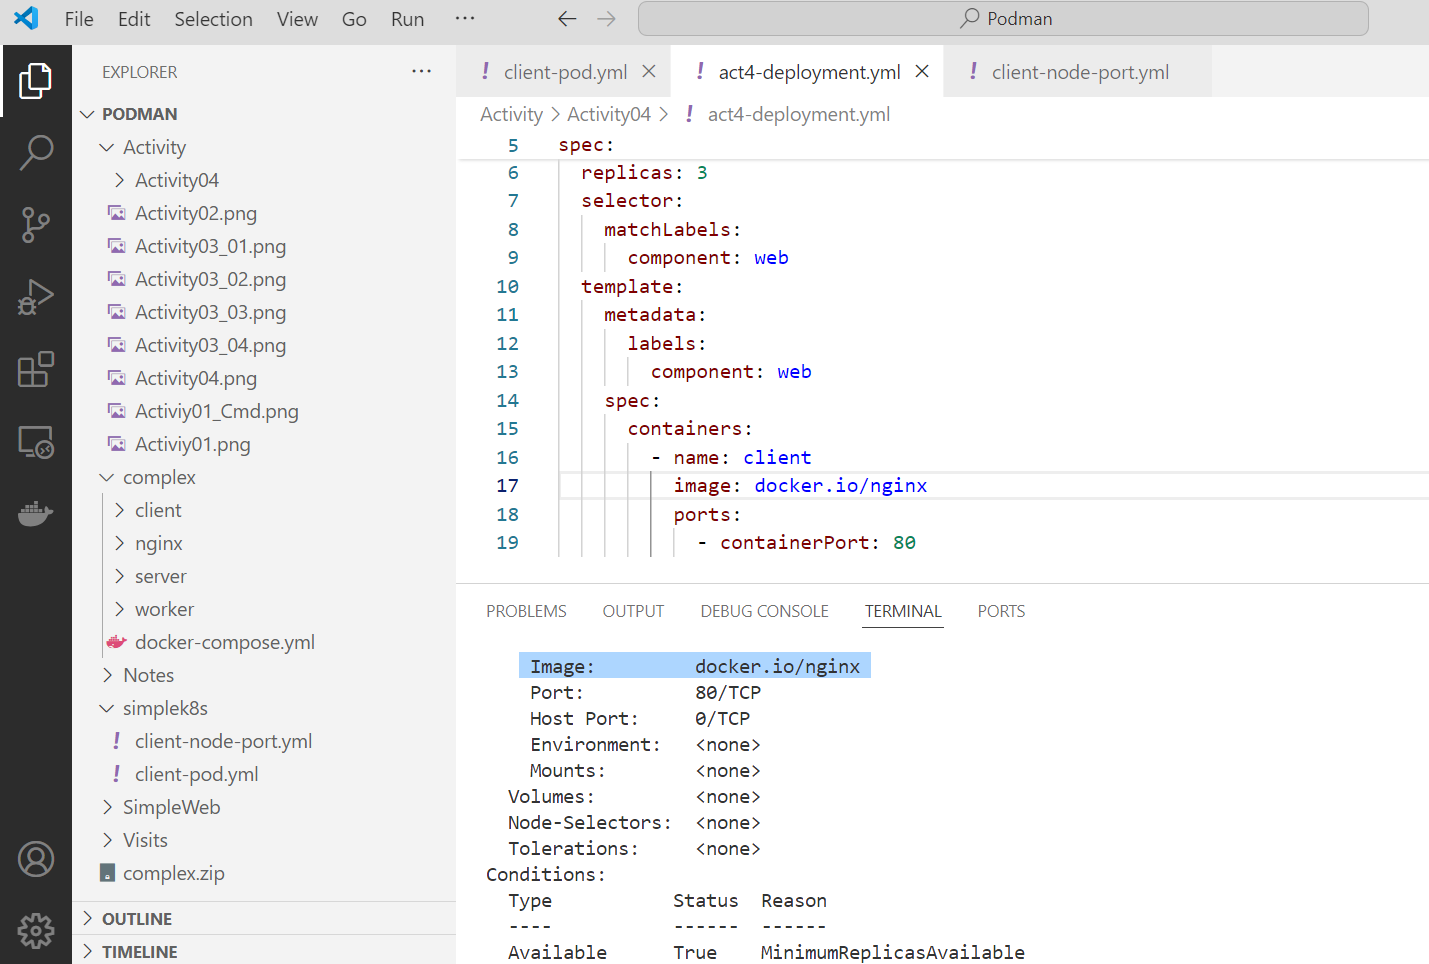 File Edit Selection View Go Run ··· ← → Podman
EXPLORER ···
PODMAN
Activity
Activity04
Activity02.png
Activity03_01.png
Activity03_02.png
Activity03_03.png
Activity03_04.png
Activity04.png
Activiy01_Cmd.png
Activiy01.png
complex
client
nginx
server
worker
docker-compose.yml
Notes
simplek8s
! client-node-port.yml
! client-pod.yml
SimpleWeb
Visits
complex.zip
OUTLINE
TIMELINE
! client-pod.yml ! act4-deployment.yml ! client-node-port.yml
Activity > Activity04 > ! act4-deployment.yml
5 spec:
6 replicas: 3
7 selector:
8 matchLabels:
9 component: web
10 template:
11 metadata:
12 labels:
13 component: web
14 spec:
15 containers:
16 - name: client
17 image: docker.io/nginx
18 ports:
19 - containerPort: 80
PROBLEMS OUTPUT DEBUG CONSOLE TERMINAL PORTS
Image: docker.io/nginx
Port: 80/TCP
Host Port: 0/TCP
Environment: <none>
Mounts: <none>
Volumes: <none>
Node-Selectors: <none>
Tolerations: <none>
Conditions:
Type Status Reason
---- ------ ------
Available True MinimumReplicasAvailable